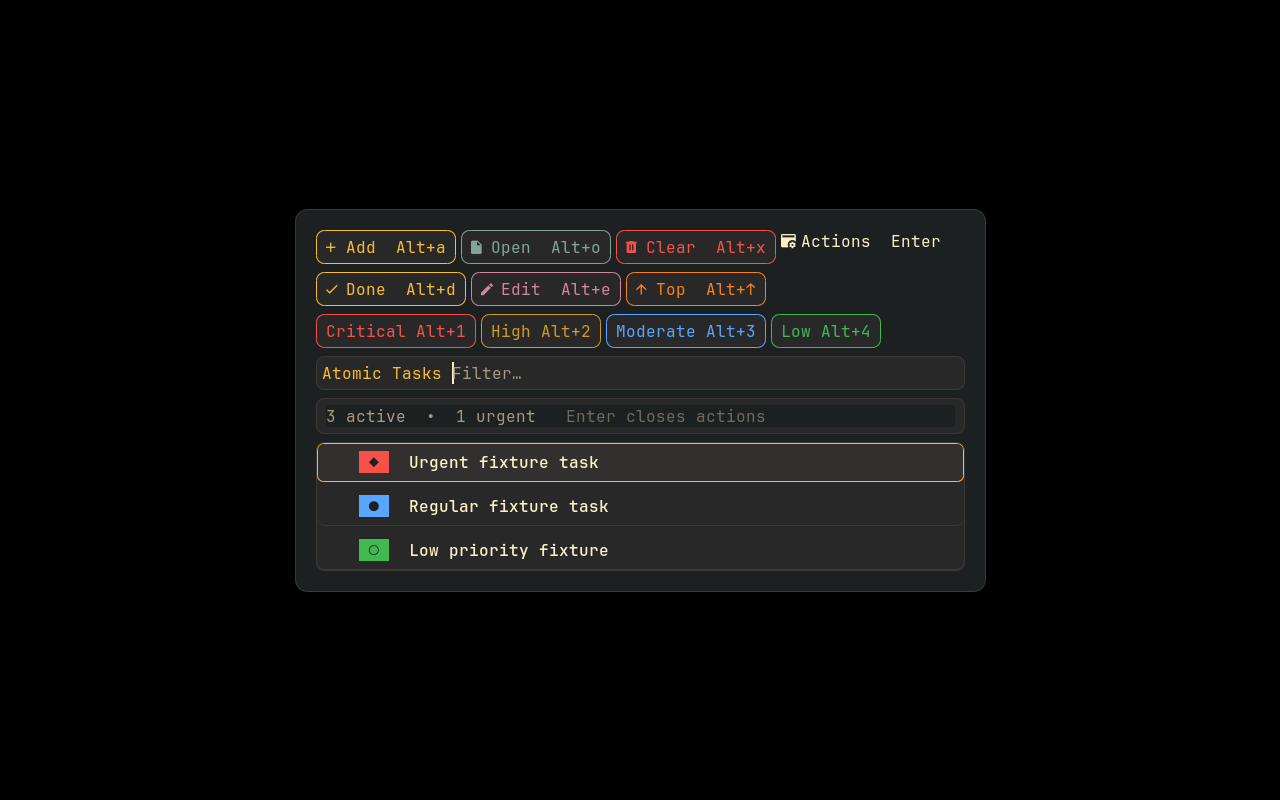 Add Alt+a Open Alt+o Clear Alt+x Actions Enter
Done Alt+d Edit Alt+e Top Alt+↑
Critical Alt+1 High Alt+2 Moderate Alt+3 Low Alt+4
Atomic Tasks Filter…
3 active • 1 urgent Enter closes actions
Urgent fixture task
Regular fixture task
Low priority fixture